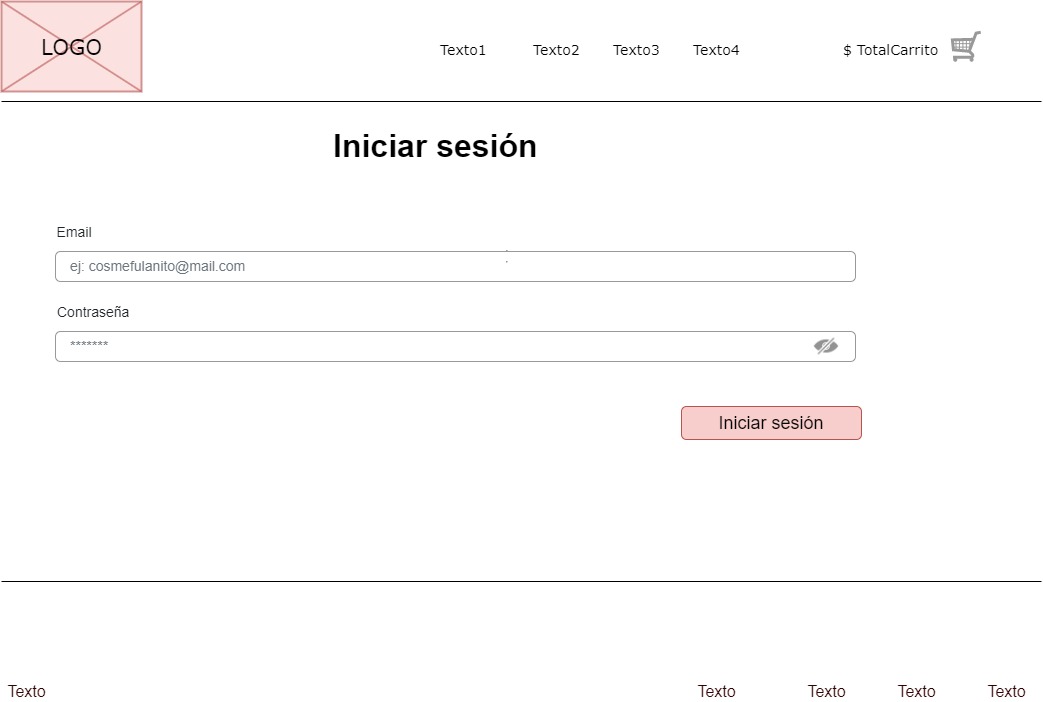 LOGO
Texto1 Texto2 Texto3 Texto4 $ TotalCarrito
Iniciar sesión
Email
ej: cosmefulanito@mail.com
Contraseña
*******
Iniciar sesión
Texto Texto Texto Texto Texto